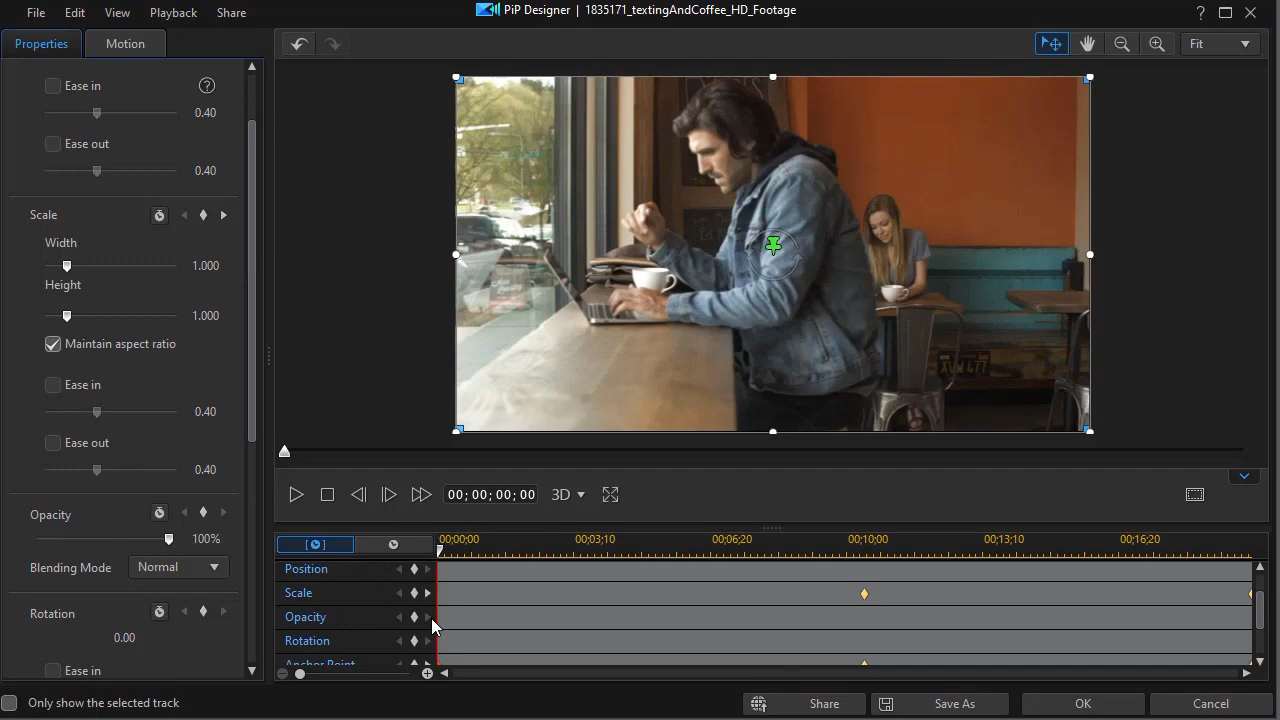 File Edit View Playback Share
PiP Designer | 1835171_textingAndCoffee_HD_Footage
?
Properties Motion
Fit
Ease in ?
0.40
Ease out
0.40
Scale
Width
1.000
Height
1.000
Maintain aspect ratio
Ease in
0.40
Ease out
0.40
Opacity
100%
Blending Mode Normal
Rotation
0.00
Ease in
00;00;00;00 3D
00;00;00 00;03;10 00;06;20 00;10;00 00;13;10 00;16;20
Position
Scale
Opacity
Rotation
Anchor Point
Only show the selected track
Share Save As OK Cancel